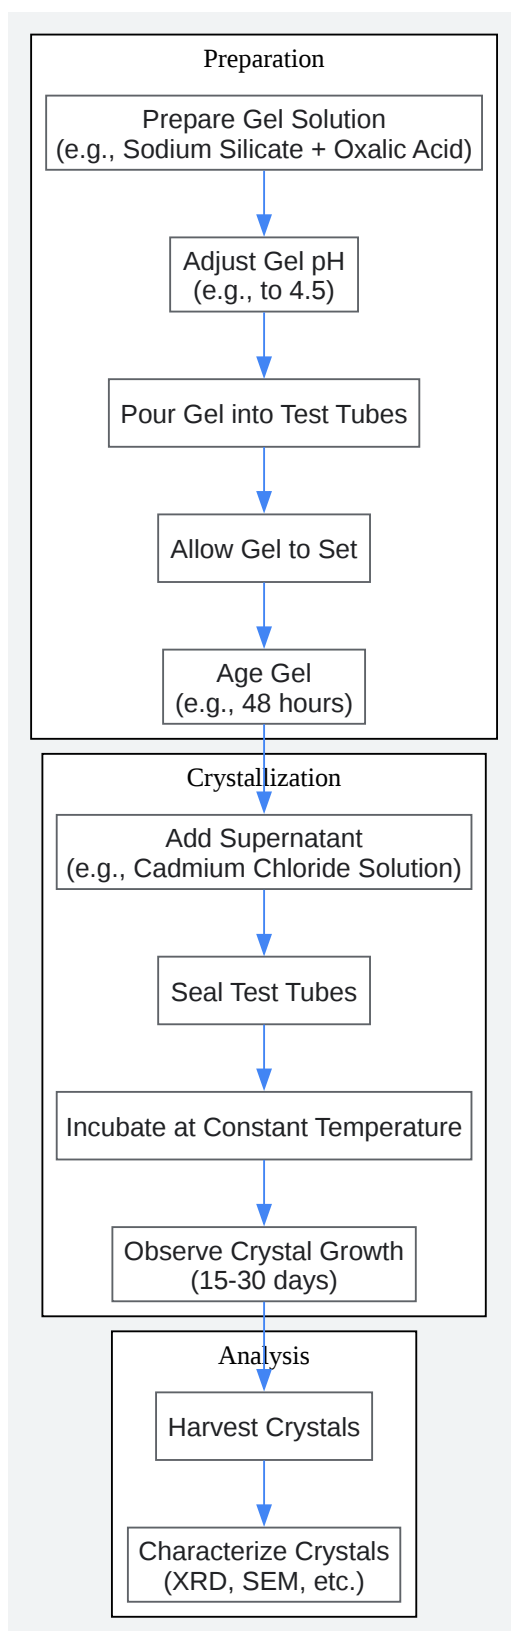 Preparation
Prepare Gel Solution
(e.g., Sodium Silicate + Oxalic Acid)
Adjust Gel pH
(e.g., to 4.5)
Pour Gel into Test Tubes
Allow Gel to Set
Age Gel
(e.g., 48 hours)
Crystallization
Add Supernatant
(e.g., Cadmium Chloride Solution)
Seal Test Tubes
Incubate at Constant Temperature
Observe Crystal Growth
(15-30 days)
Analysis
Harvest Crystals
Characterize Crystals
(XRD, SEM, etc.)